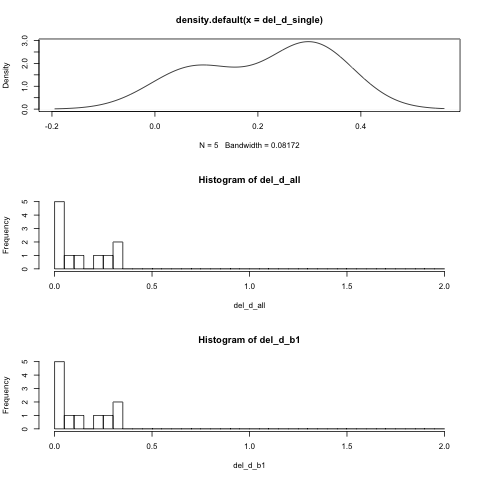 density.default(x = del_d_single)
Density
0.0 1.0 2.0 3.0
-0.2 0.0 0.2 0.4
N = 5 Bandwidth = 0.08172
Histogram of del_d_all
Frequency
0 1 2 3 4 5
0.0 0.5 1.0 1.5 2.0
del_d_all
Histogram of del_d_b1
Frequency
0 1 2 3 4 5
0.0 0.5 1.0 1.5 2.0
del_d_b1